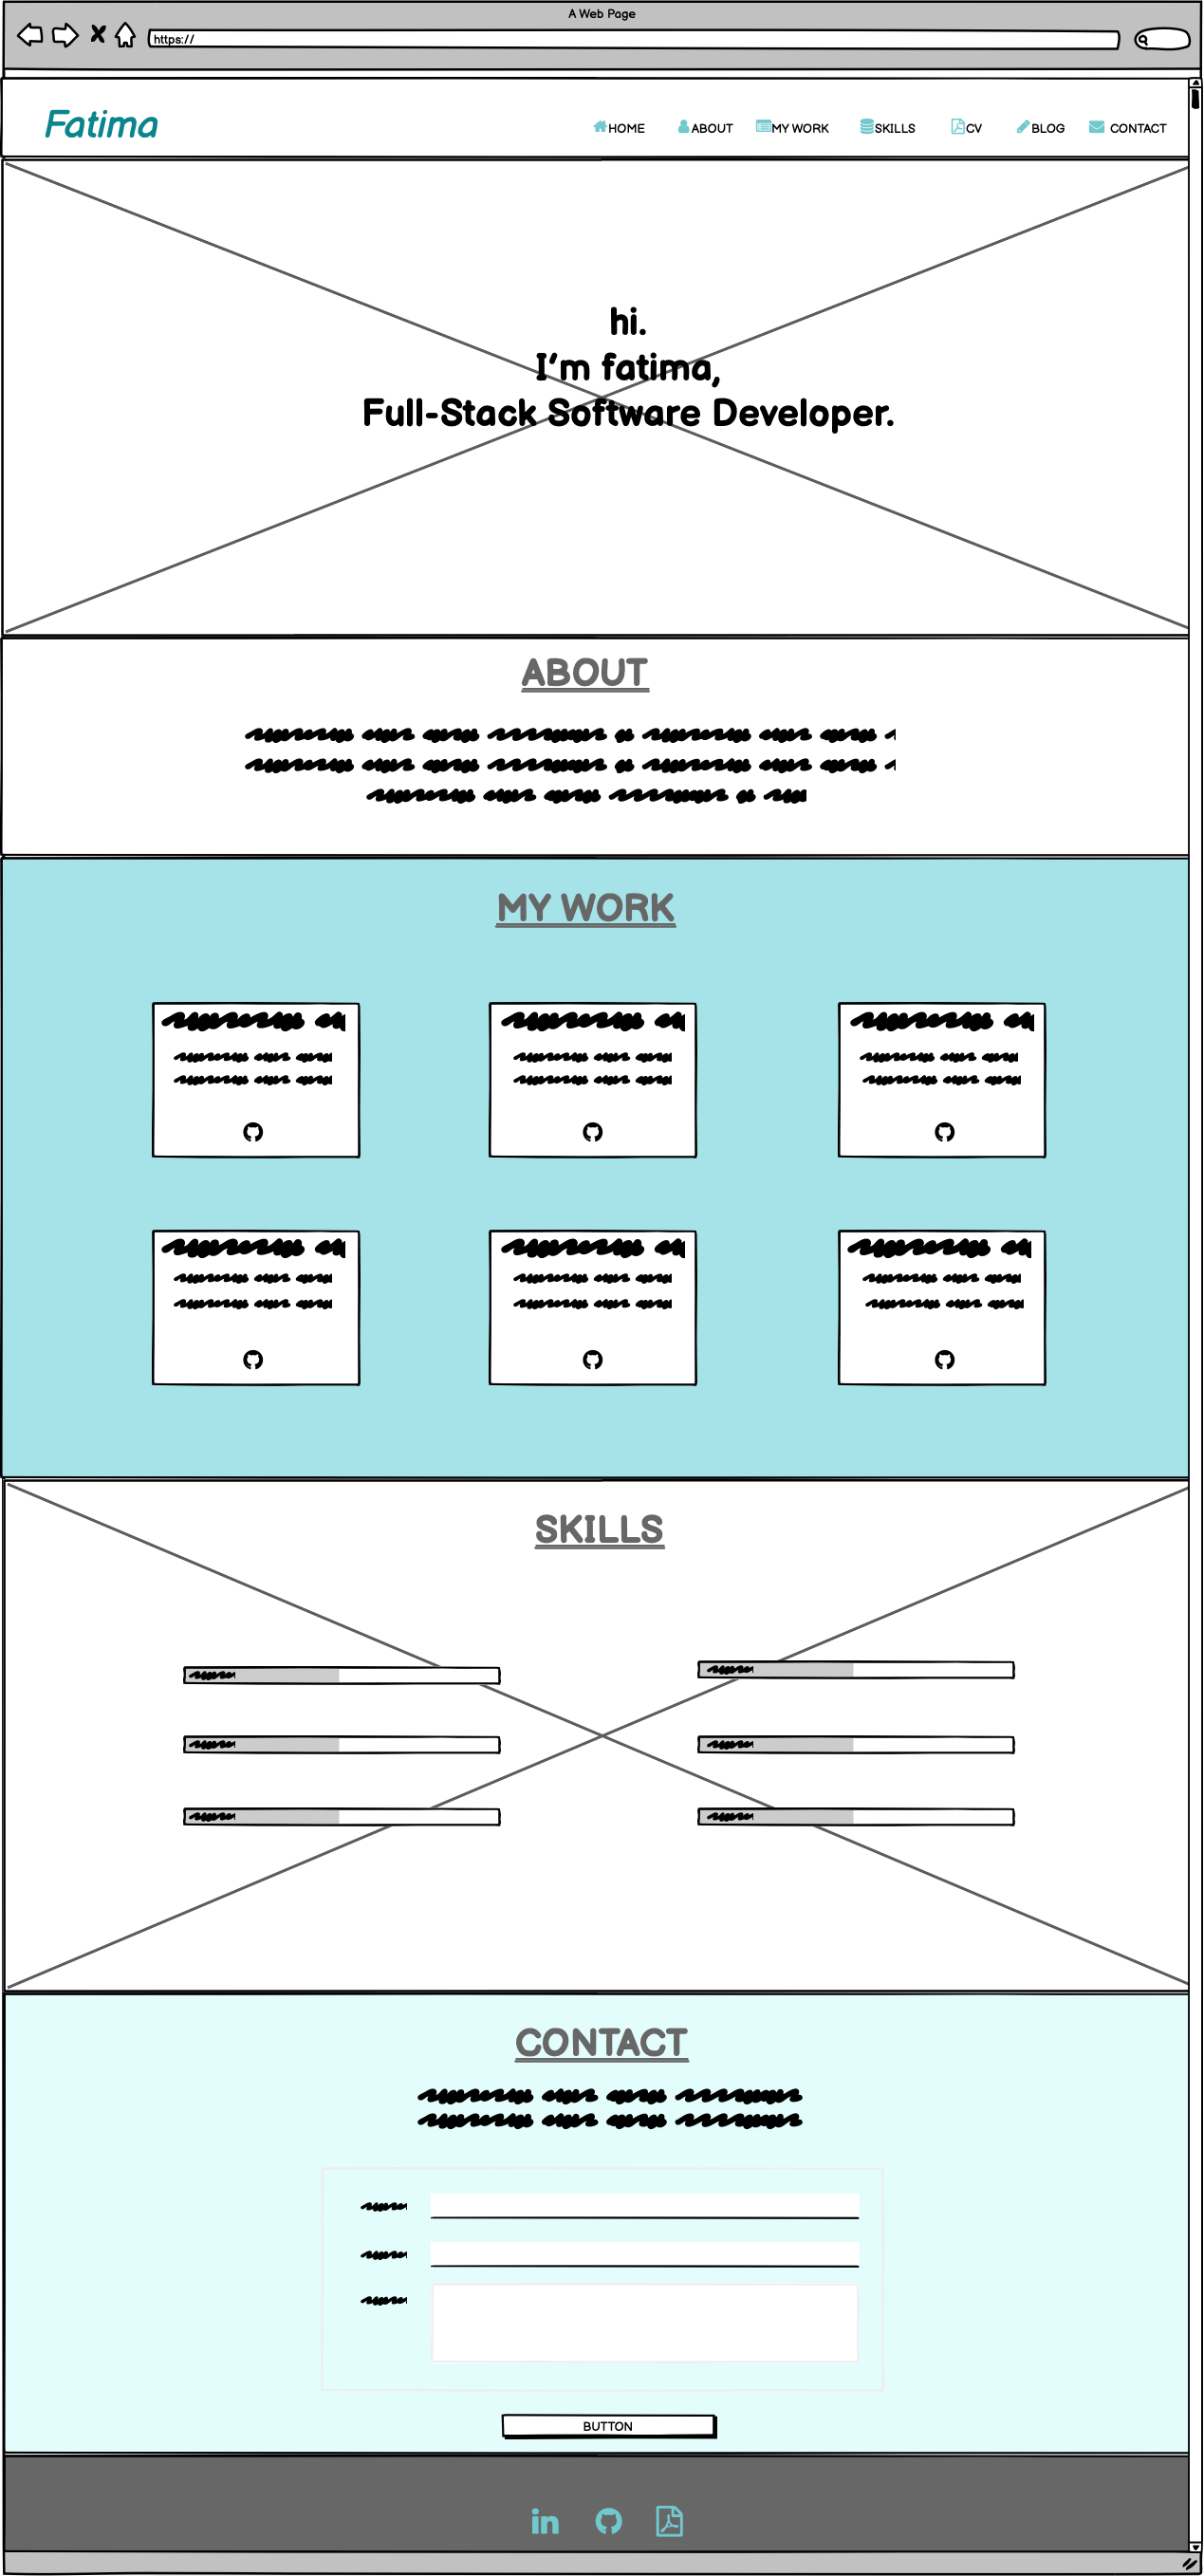 A Web Page
https://
Fatima
HOME ABOUT MY WORK SKILLS CV BLOG CONTACT
hi.
I'm fatima,
Full-Stack Software Developer.
ABOUT
MY WORK
SKILLS
CONTACT
BUTTON
in